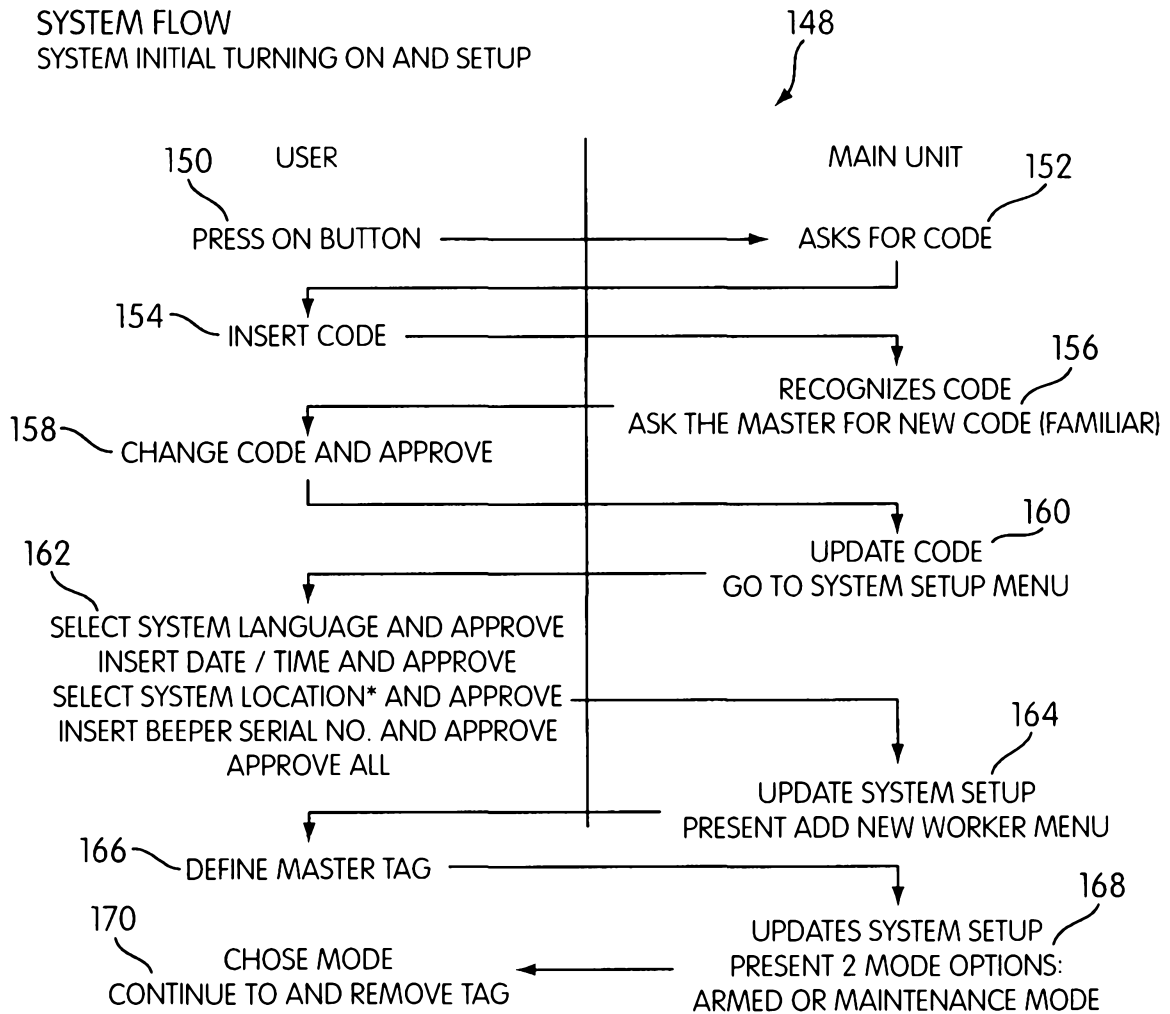 SYSTEM FLOW
SYSTEM INITIAL TURNING ON AND SETUP
148
USER
MAIN UNIT
150
152
PRESS ON BUTTON
ASKS FOR CODE
154
INSERT CODE
156
RECOGNIZES CODE
ASK THE MASTER FOR NEW CODE (FAMILIAR)
158
CHANGE CODE AND APPROVE
160
UPDATE CODE
GO TO SYSTEM SETUP MENU
162
SELECT SYSTEM LANGUAGE AND APPROVE
INSERT DATE / TIME AND APPROVE
SELECT SYSTEM LOCATION* AND APPROVE
INSERT BEEPER SERIAL NO. AND APPROVE
APPROVE ALL
164
UPDATE SYSTEM SETUP
PRESENT ADD NEW WORKER MENU
166
DEFINE MASTER TAG
168
UPDATES SYSTEM SETUP
PRESENT 2 MODE OPTIONS:
ARMED OR MAINTENANCE MODE
170
CHOSE MODE
CONTINUE TO AND REMOVE TAG